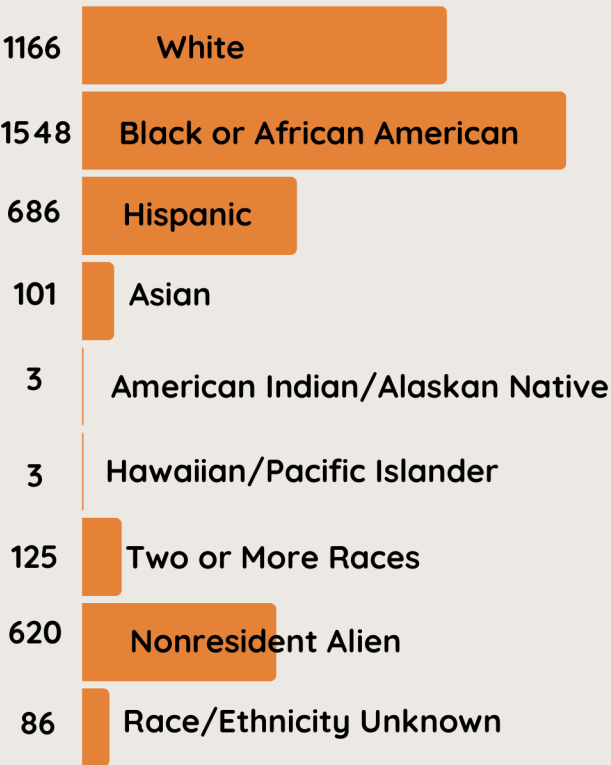 1166 White
1548 Black or African American
686 Hispanic
101 Asian
3 American Indian/Alaskan Native
3 Hawaiian/Pacific Islander
125 Two or More Races
620 Nonresident Alien
86 Race/Ethnicity Unknown